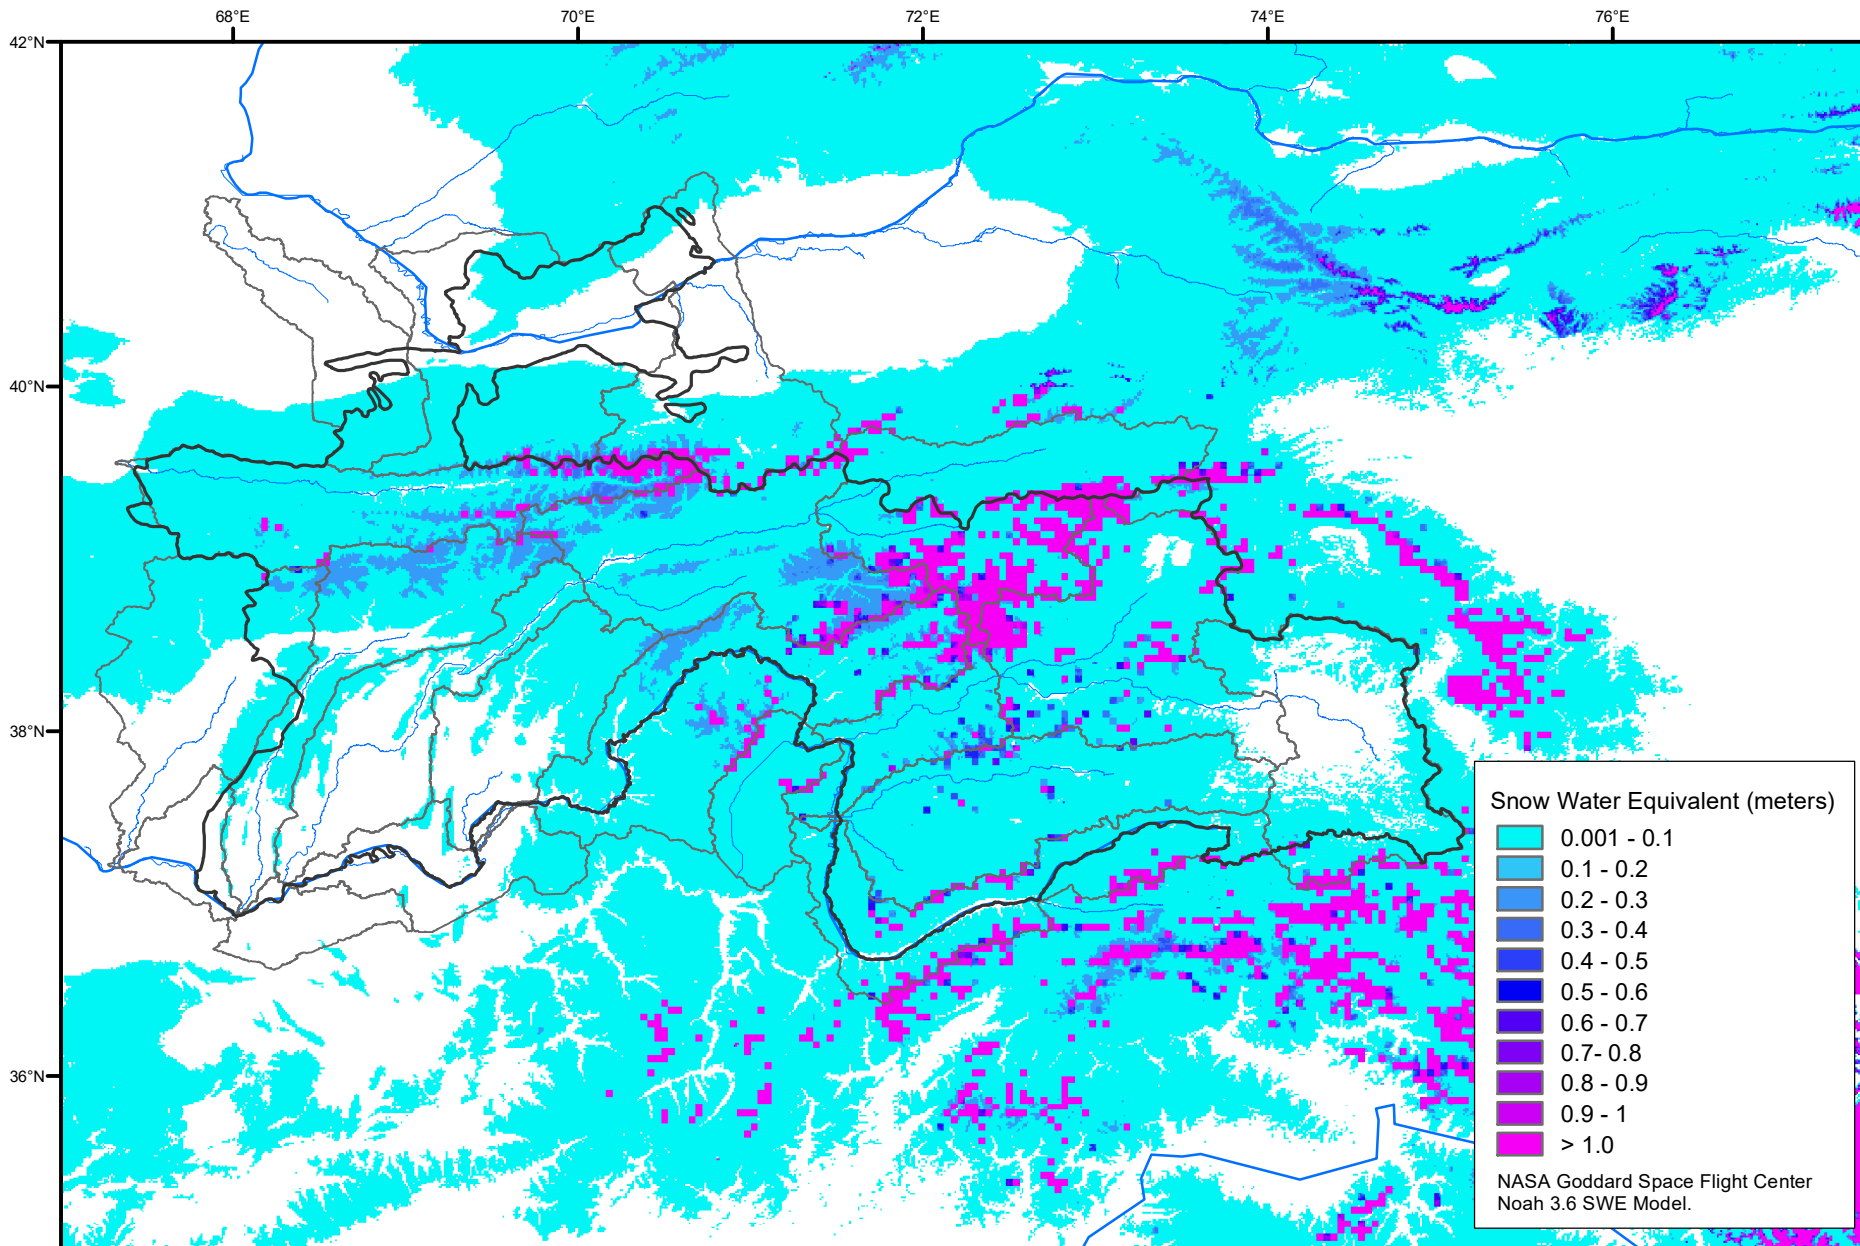 68°E
70°E
72°E
74°E
76°E
42°N
40°N
38°N
36°N
Snow Water Equivalent (meters)
0.001 - 0.1
0.1 - 0.2
0.2 - 0.3
0.3 - 0.4
0.4 - 0.5
0.5 - 0.6
0.6 - 0.7
0.7- 0.8
0.8 - 0.9
0.9 - 1
> 1.0
NASA Goddard Space Flight Center
Noah 3.6 SWE Model.